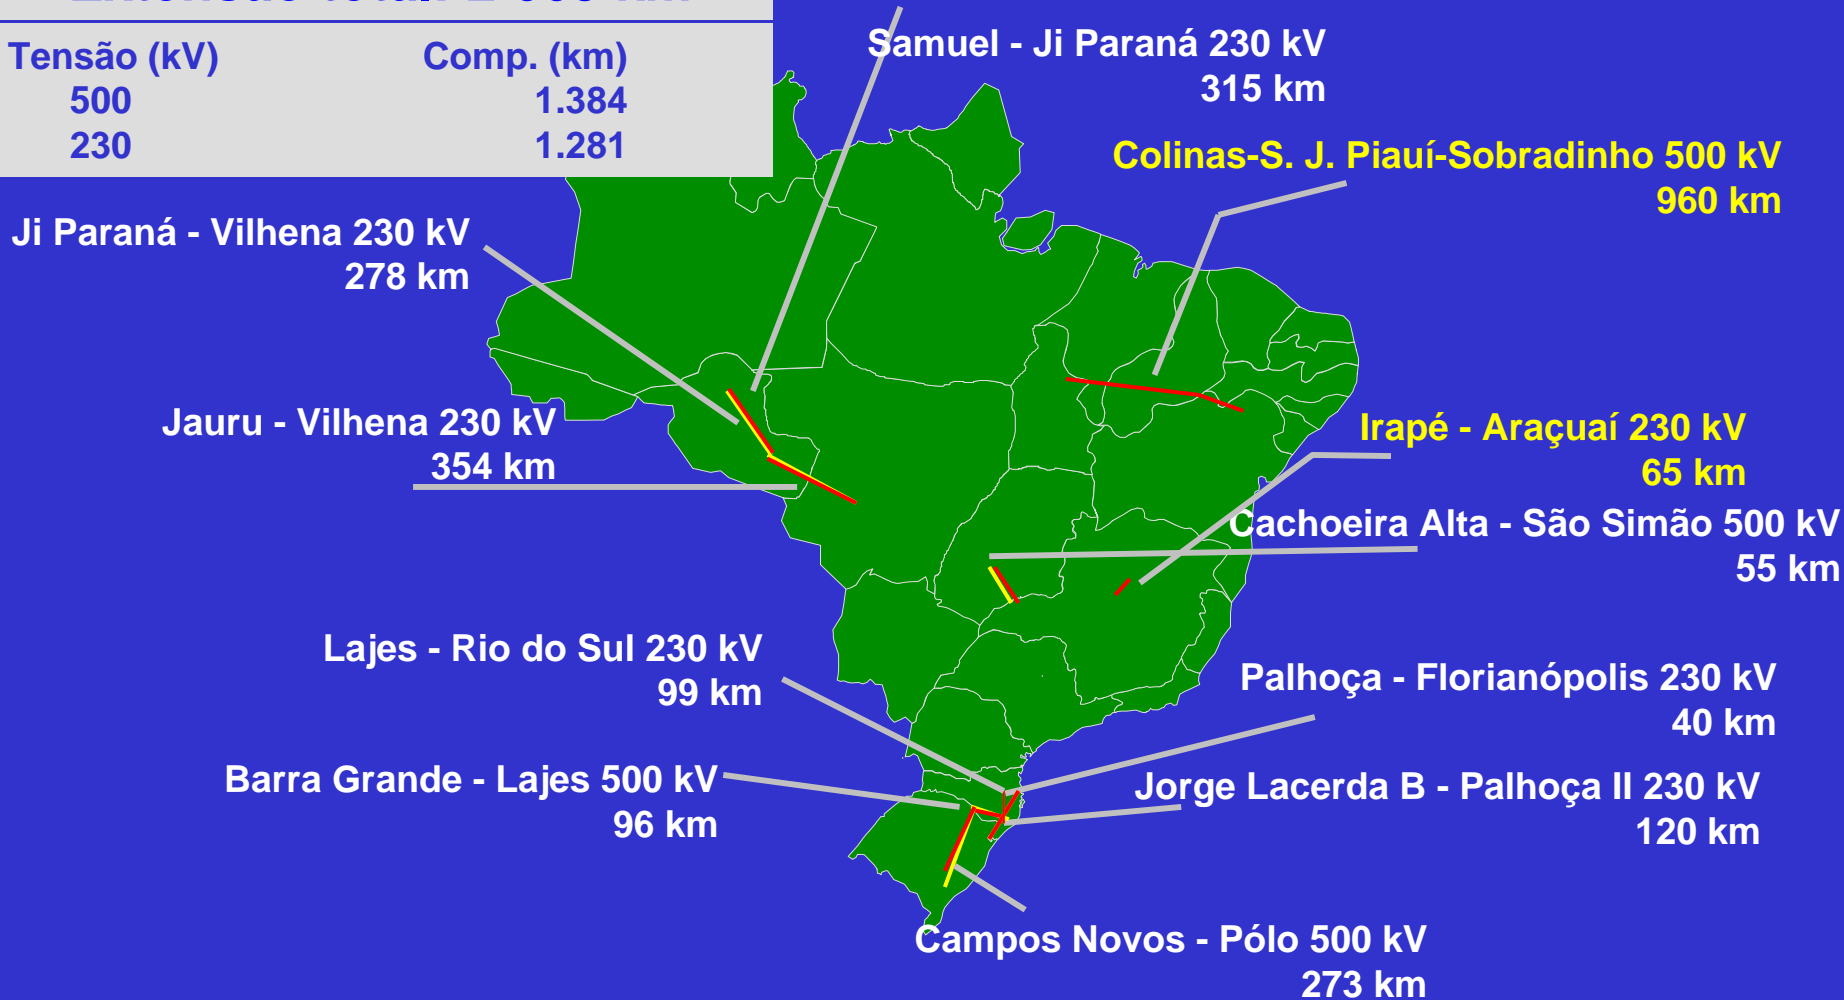 Tensão (kV) Comp. (km)
500 1.384
230 1.281
Samuel - Ji Paraná 230 kV
315 km
Colinas-S. J. Piauí-Sobradinho 500 kV
960 km
Ji Paraná - Vilhena 230 kV
278 km
Jauru - Vilhena 230 kV
354 km
Irapé - Araçuaí 230 kV
65 km
Cachoeira Alta - São Simão 500 kV
55 km
Lajes - Rio do Sul 230 kV
99 km
Palhoça - Florianópolis 230 kV
40 km
Barra Grande - Lajes 500 kV
96 km
Jorge Lacerda B - Palhoça II 230 kV
120 km
Campos Novos - Pólo 500 kV
273 km